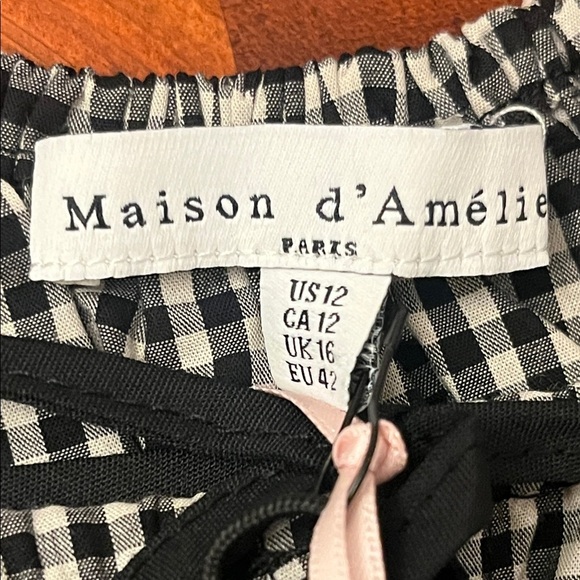 Maison d'Amélie
PARIS
US 12
CA 12
UK 16
EU 42